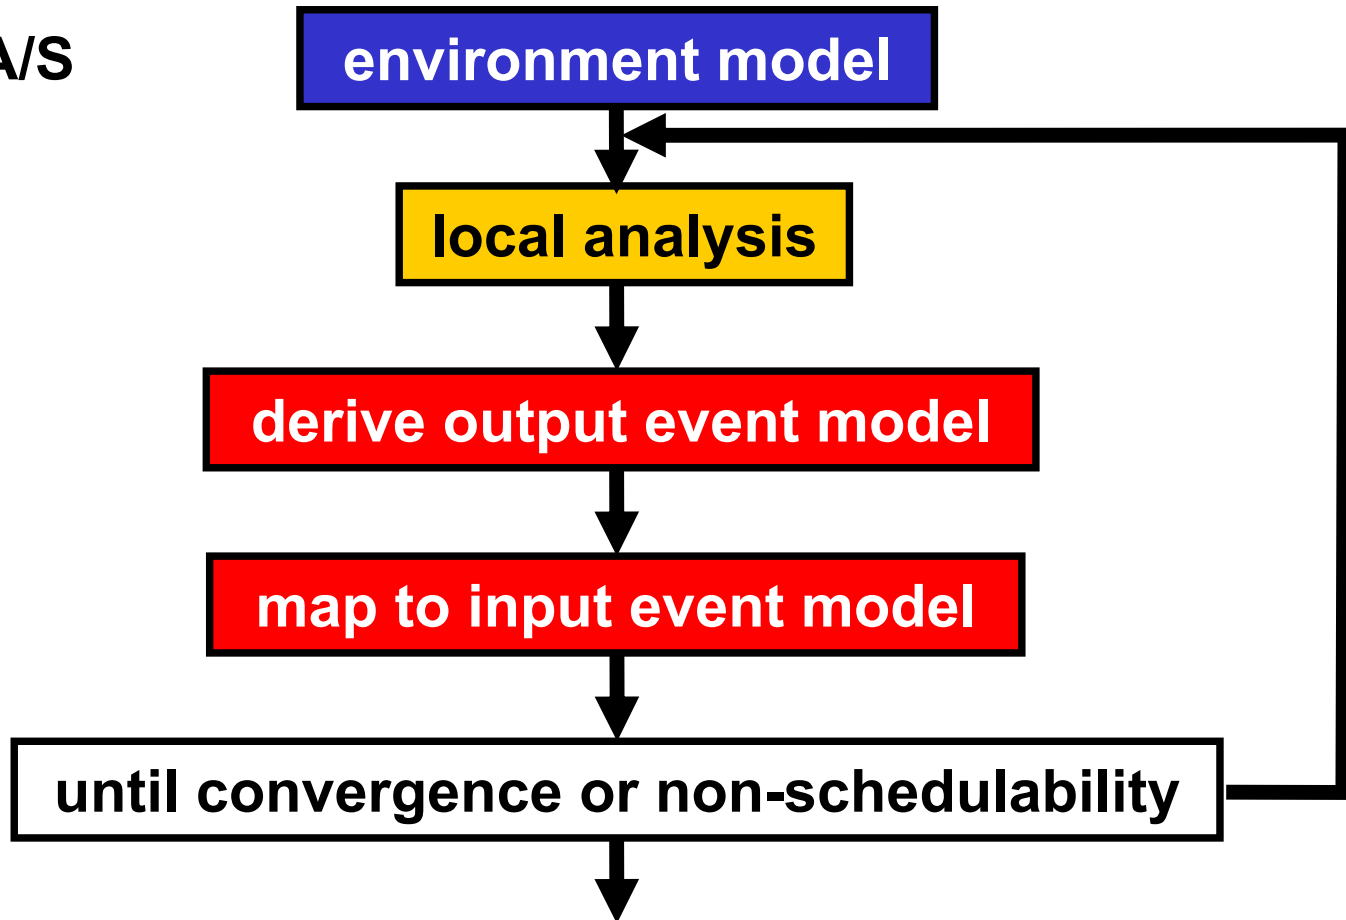 A/S
environment model
local analysis
derive output event model
map to input event model
until convergence or non-schedulability